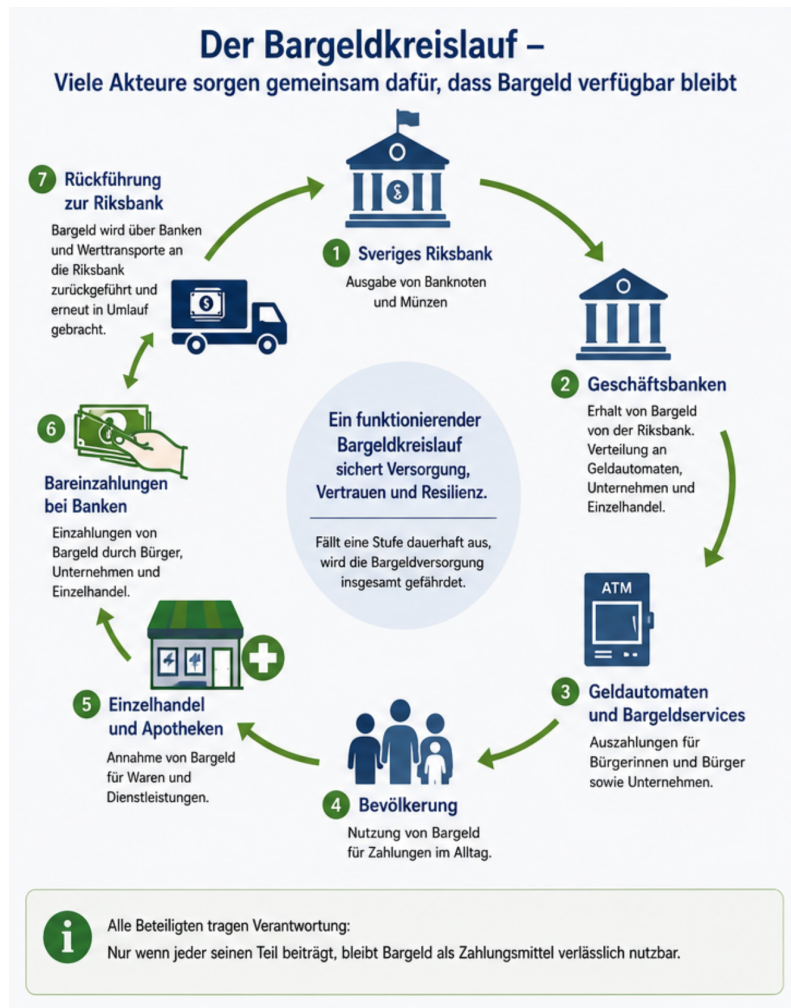 Der Bargeldkreislauf –
Viele Akteure sorgen gemeinsam dafür, dass Bargeld verfügbar bleibt
1 Sveriges Riksbank
Ausgabe von Banknoten
und Münzen
2 Geschäftsbanken
Erhalt von Bargeld
von der Riksbank.
Verteilung an
Geldautomaten,
Unternehmen und
Einzelhandel.
ATM
3 Geldautomaten
und Bargeldservices
Auszahlungen für
Bürgerinnen und Bürger
sowie Unternehmen.
4 Bevölkerung
Nutzung von Bargeld
für Zahlungen im Alltag.
5 Einzelhandel
und Apotheken
Annahme von Bargeld
für Waren und
Dienstleistungen.
6
Bareinzahlungen
bei Banken
Einzahlungen von
Bargeld durch Bürger,
Unternehmen und
Einzelhandel.
7 Rückführung
zur Riksbank
Bargeld wird über Banken
und Werttransporte an
die Riksbank
zurückgeführt und
erneut in Umlauf
gebracht.
$
Ein funktionierender
Bargeldkreislauf
sichert Versorgung,
Vertrauen und Resilienz.
Fällt eine Stufe dauerhaft aus,
wird die Bargeldversorgung
insgesamt gefährdet.
i
Alle Beteiligten tragen Verantwortung:
Nur wenn jeder seinen Teil beiträgt, bleibt Bargeld als Zahlungsmittel verlässlich nutzbar.